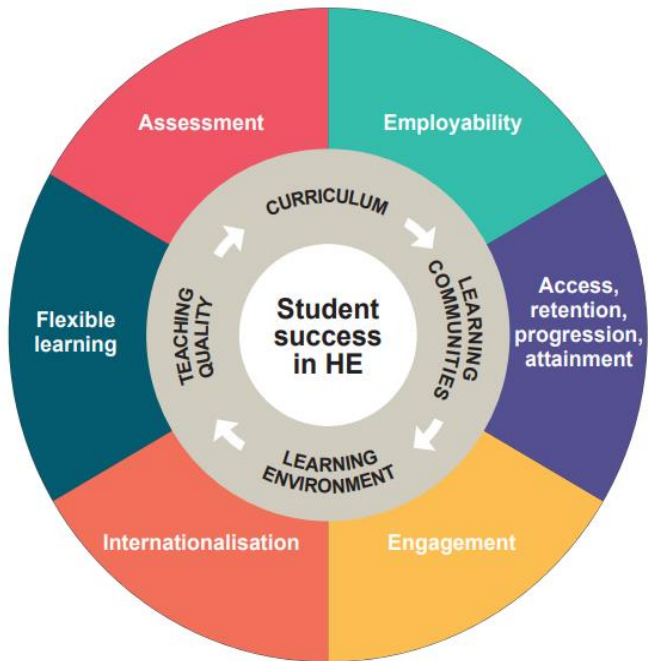 Assessment
Employability
CURRICULUM
LEARNING
COMMUNITIES
Access,
retention,
progression,
attainment
Flexible
learning
TEACHING
QUALITY
Student
success
in HE
LEARNING
ENVIRONMENT
Internationalisation
Engagement